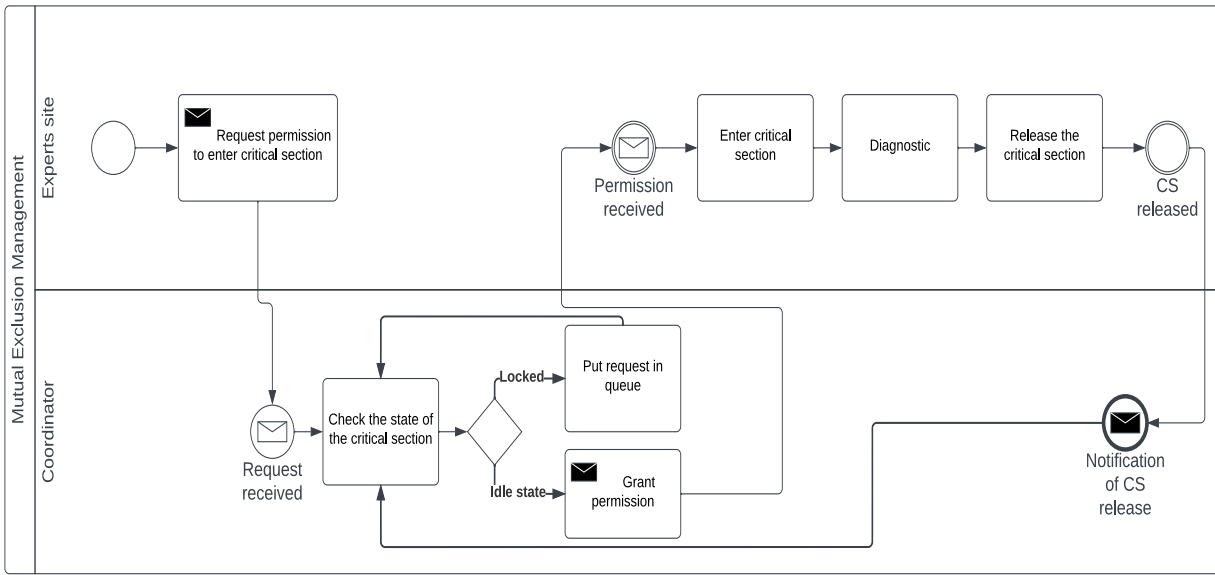 Mutual Exclusion Management
Experts site
Request permission
to enter critical section
Permission
received
Enter critical
section
Diagnostic
Release the
critical section
CS
released
Coordinator
Request
received
Check the state of
the critical section
Locked
Put request in
queue
Idle state
Grant
permission
Notification
of CS
release